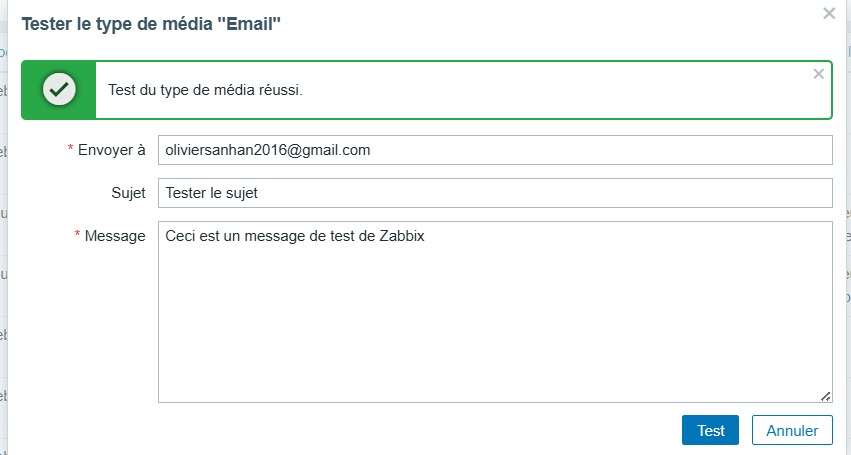 Tester le type de média "Email"
Test du type de média réussi.
* Envoyer à
oliviersanhan2016@gmail.com
Sujet
Tester le sujet
* Message
Ceci est un message de test de Zabbix
Test
Annuler